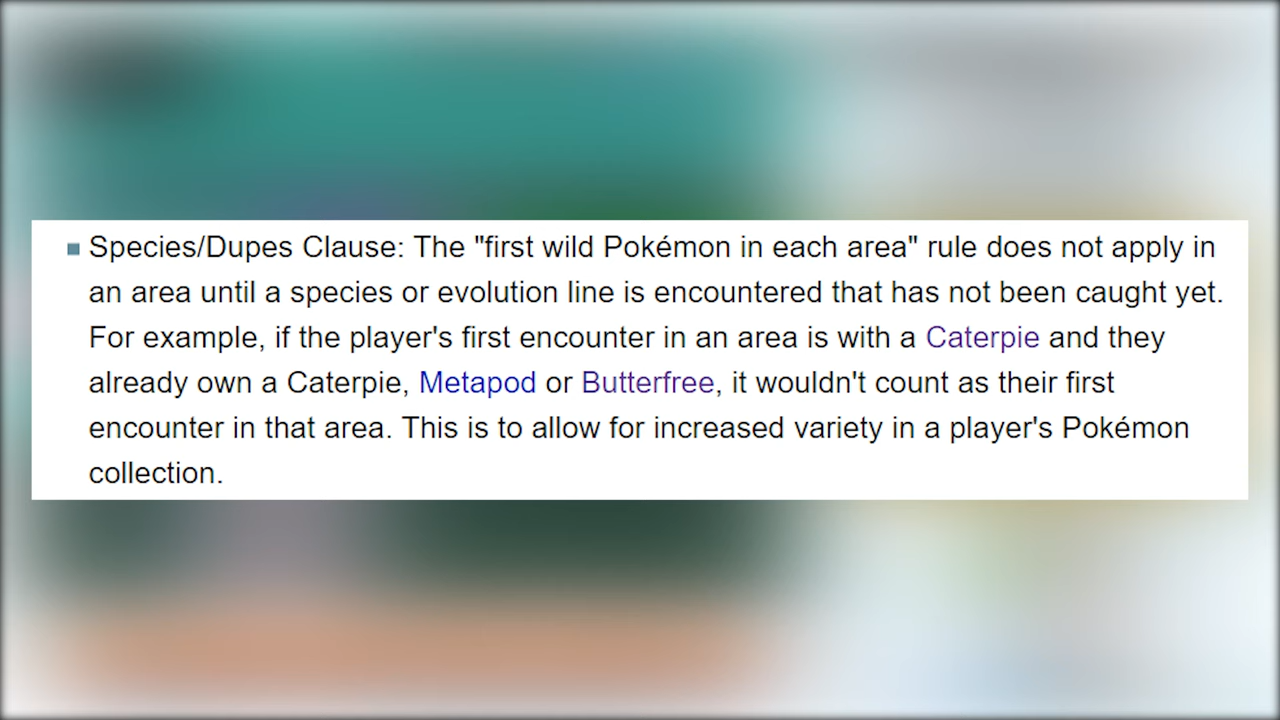 Species/Dupes Clause: The "first wild Pokémon in each area" rule does not apply in
an area until a species or evolution line is encountered that has not been caught yet.
For example, if the player's first encounter in an area is with a Caterpie and they
already own a Caterpie, Metapod or Butterfree, it wouldn't count as their first
encounter in that area. This is to allow for increased variety in a player's Pokémon
collection.